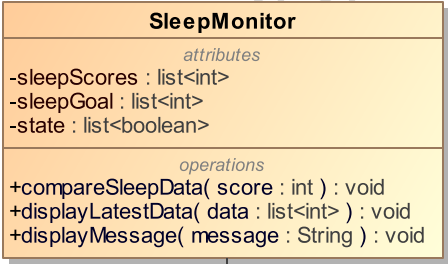 SleepMonitor
attributes
-sleepScores : list<int>
-sleepGoal : list<int>
-state : list<boolean>
operations
+compareSleepData( score : int ) : void
+displayLatestData( data : list<int> ) : void
+displayMessage( message : String ) : void